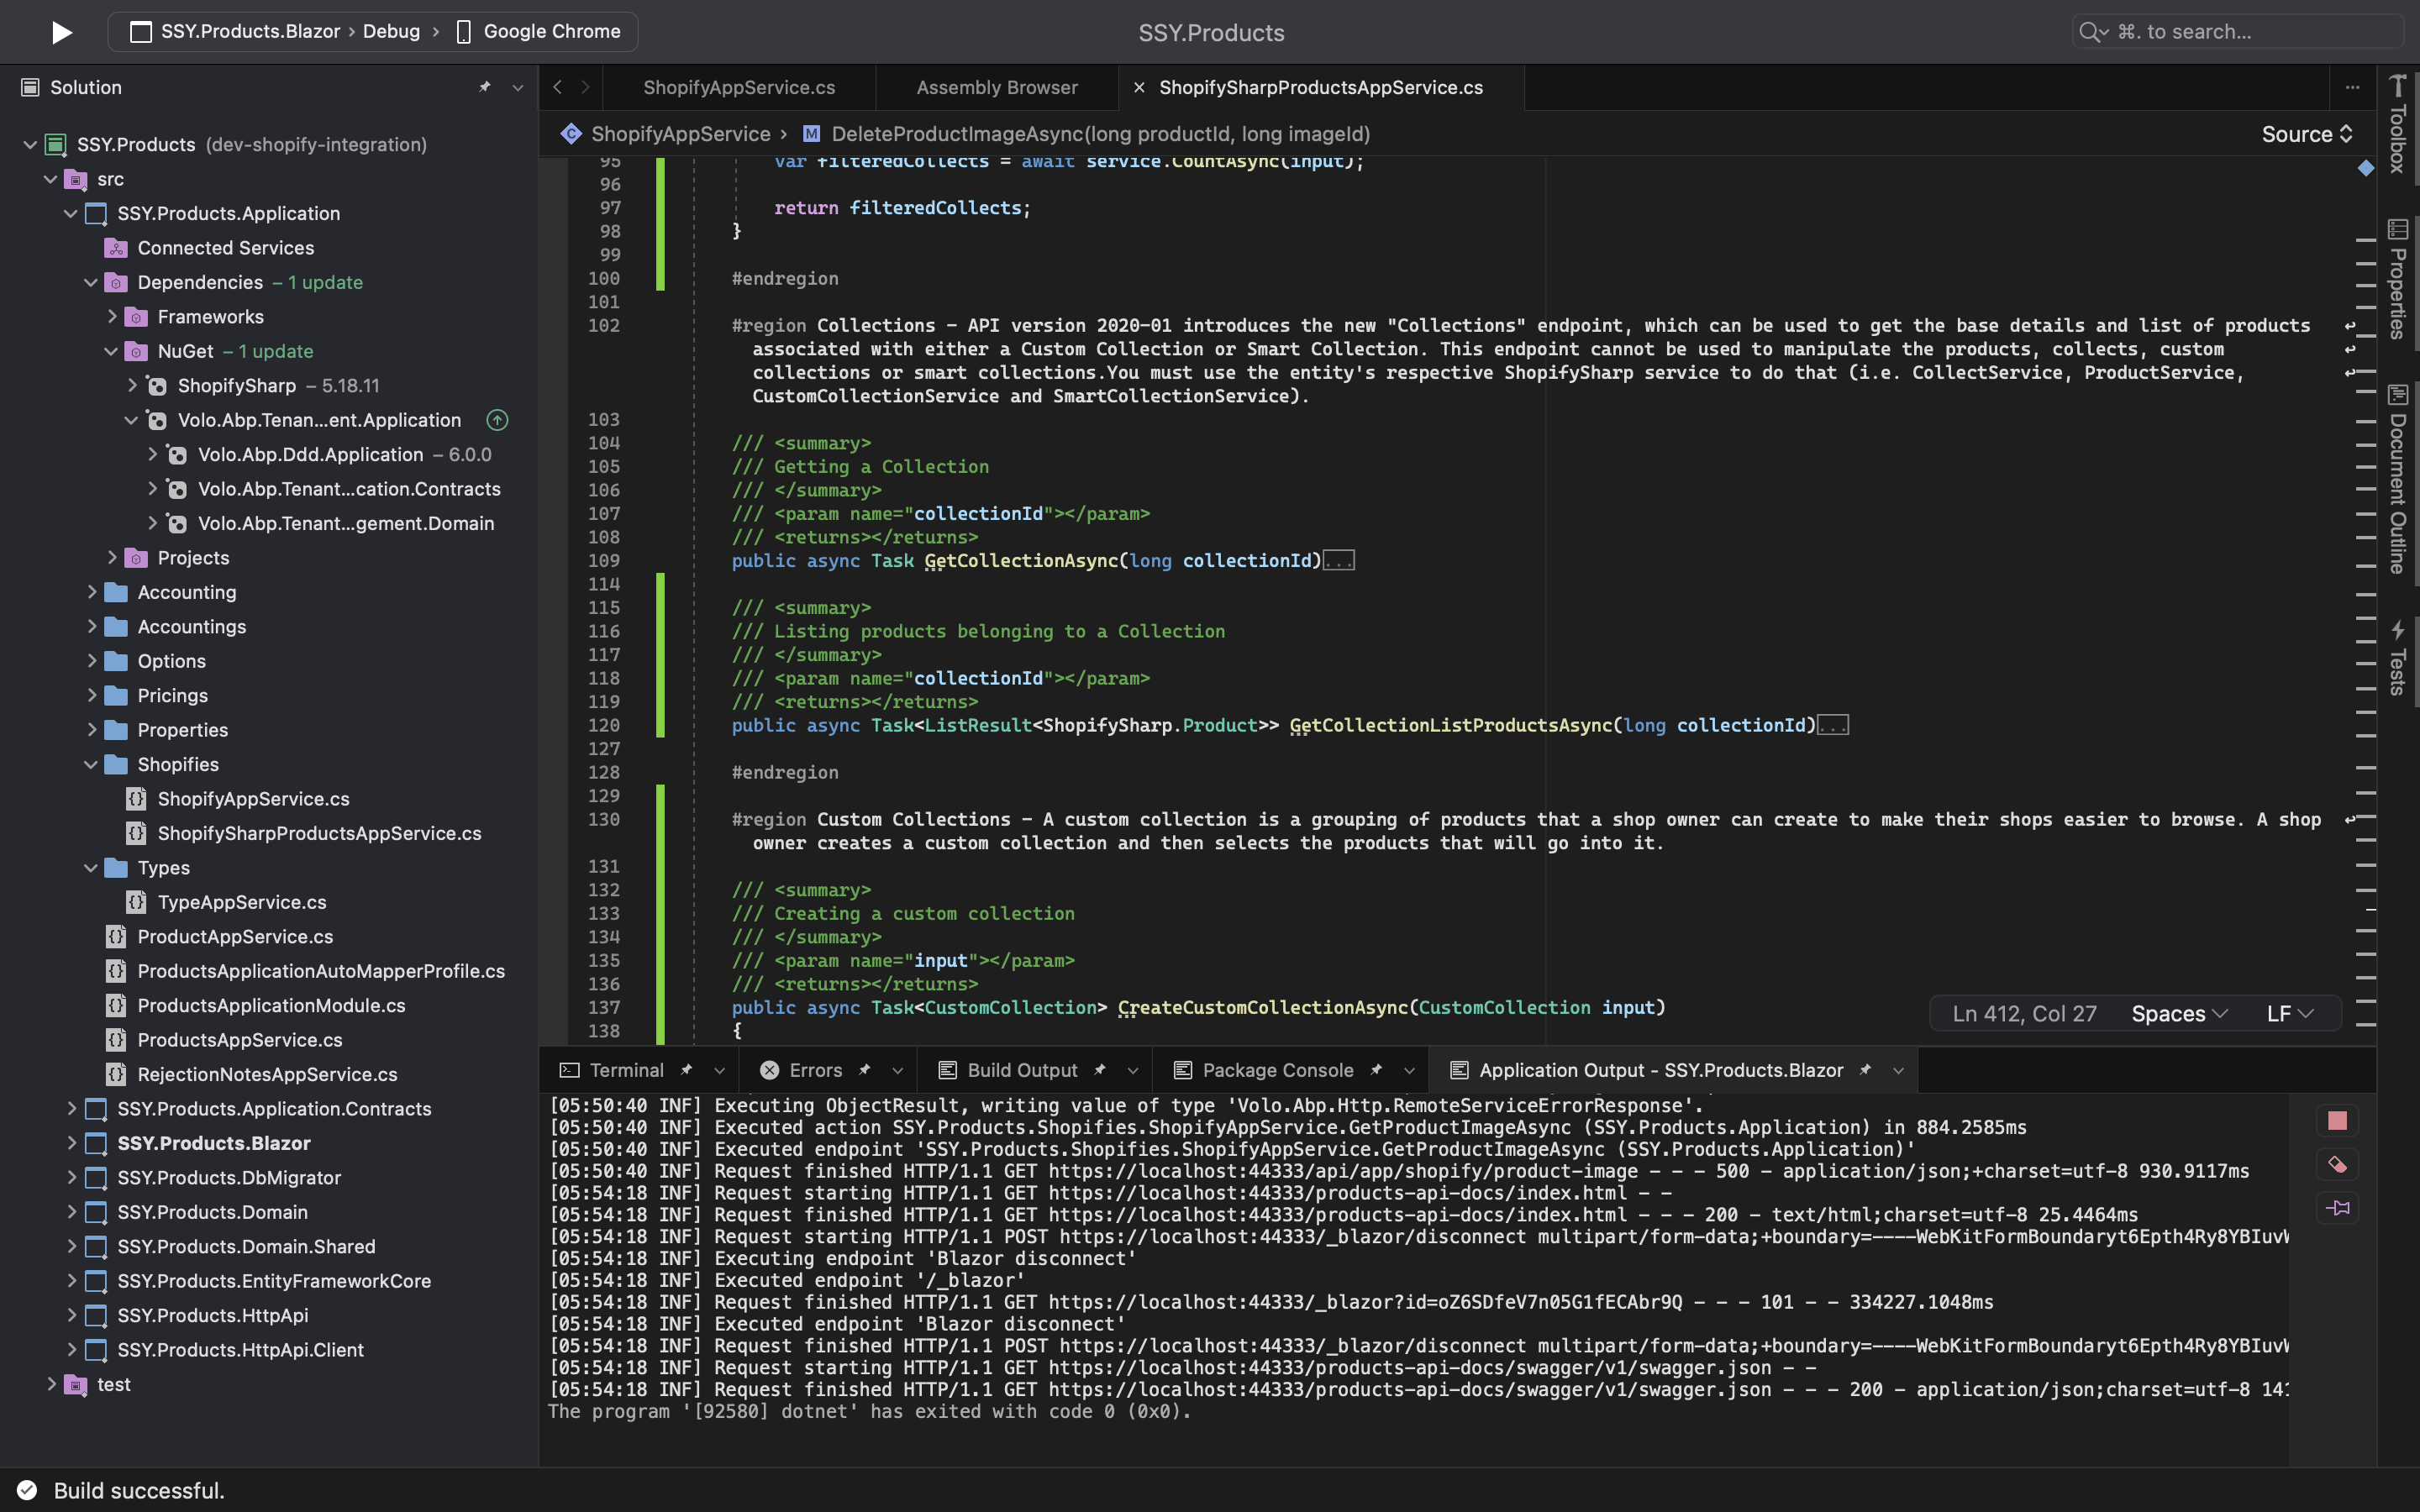 SSY.Products.Blazor › Debug › Google Chrome
SSY.Products
⌘. to search...
Solution
SSY.Products (dev-shopify-integration)
src
SSY.Products.Application
Connected Services
Dependencies – 1 update
Frameworks
NuGet – 1 update
ShopifySharp – 5.18.11
Volo.Abp.Tenan...ent.Application
Volo.Abp.Ddd.Application – 6.0.0
Volo.Abp.Tenant...cation.Contracts
Volo.Abp.Tenant...gement.Domain
Projects
Accounting
Accountings
Options
Pricings
Properties
Shopifies
ShopifyAppService.cs
ShopifySharpProductsAppService.cs
Types
TypeAppService.cs
ProductAppService.cs
ProductsApplicationAutoMapperProfile.cs
ProductsApplicationModule.cs
ProductsAppService.cs
RejectionNotesAppService.cs
SSY.Products.Application.Contracts
SSY.Products.Blazor
SSY.Products.DbMigrator
SSY.Products.Domain
SSY.Products.Domain.Shared
SSY.Products.EntityFrameworkCore
SSY.Products.HttpApi
SSY.Products.HttpApi.Client
test
ShopifyAppService.cs
Assembly Browser
ShopifySharpProductsAppService.cs
ShopifyAppService › M DeleteProductImageAsync(long productId, long imageId)
Source
95 var filteredCollects = await service.CountAsync(input);
96
97 return filteredCollects;
98 }
99
100 #endregion
101
102 #region Collections – API version 2020-01 introduces the new "Collections" endpoint, which can be used to get the base details and list of products
associated with either a Custom Collection or Smart Collection. This endpoint cannot be used to manipulate the products, collects, custom
collections or smart collections.You must use the entity's respective ShopifySharp service to do that (i.e. CollectService, ProductService,
CustomCollectionService and SmartCollectionService).
103
104 /// <summary>
105 /// Getting a Collection
106 /// </summary>
107 /// <param name="collectionId"></param>
108 /// <returns></returns>
109 public async Task GetCollectionAsync(long collectionId)...
114
115 /// <summary>
116 /// Listing products belonging to a Collection
117 /// </summary>
118 /// <param name="collectionId"></param>
119 /// <returns></returns>
120 public async Task<ListResult<ShopifySharp.Product>> GetCollectionListProductsAsync(long collectionId)...
127
128 #endregion
129
130 #region Custom Collections – A custom collection is a grouping of products that a shop owner can create to make their shops easier to browse. A shop
owner creates a custom collection and then selects the products that will go into it.
131
132 /// <summary>
133 /// Creating a custom collection
134 /// </summary>
135 /// <param name="input"></param>
136 /// <returns></returns>
137 public async Task<CustomCollection> CreateCustomCollectionAsync(CustomCollection input)
138 {
Ln 412, Col 27 Spaces LF
Toolbox
Properties
Document Outline
Tests
Terminal
Errors
Build Output
Package Console
Application Output - SSY.Products.Blazor
[05:50:40 INF] Executing ObjectResult, writing value of type 'Volo.Abp.Http.RemoteServiceErrorResponse'.
[05:50:40 INF] Executed action SSY.Products.Shopifies.ShopifyAppService.GetProductImageAsync (SSY.Products.Application) in 884.2585ms
[05:50:40 INF] Executed endpoint 'SSY.Products.Shopifies.ShopifyAppService.GetProductImageAsync (SSY.Products.Application)'
[05:50:40 INF] Request finished HTTP/1.1 GET https://localhost:44333/api/app/shopify/product-image - - - 500 - application/json;+charset=utf-8 930.9117ms
[05:54:18 INF] Request starting HTTP/1.1 GET https://localhost:44333/products-api-docs/index.html - -
[05:54:18 INF] Request finished HTTP/1.1 GET https://localhost:44333/products-api-docs/index.html - - - 200 - text/html;charset=utf-8 25.4464ms
[05:54:18 INF] Request starting HTTP/1.1 POST https://localhost:44333/_blazor/disconnect multipart/form-data;+boundary=----WebKitFormBoundaryt6Epth4Ry8YBIuvW
[05:54:18 INF] Executing endpoint 'Blazor disconnect'
[05:54:18 INF] Executed endpoint '/_blazor'
[05:54:18 INF] Request finished HTTP/1.1 GET https://localhost:44333/_blazor?id=oZ6SDfeV7n05G1fECAbr9Q - - - 101 - - 334227.1048ms
[05:54:18 INF] Executed endpoint 'Blazor disconnect'
[05:54:18 INF] Request finished HTTP/1.1 POST https://localhost:44333/_blazor/disconnect multipart/form-data;+boundary=----WebKitFormBoundaryt6Epth4Ry8YBIuvW
[05:54:18 INF] Request starting HTTP/1.1 GET https://localhost:44333/products-api-docs/swagger/v1/swagger.json - -
[05:54:18 INF] Request finished HTTP/1.1 GET https://localhost:44333/products-api-docs/swagger/v1/swagger.json - - - 200 - application/json;charset=utf-8 141
The program '[92580] dotnet' has exited with code 0 (0x0).
Build successful.